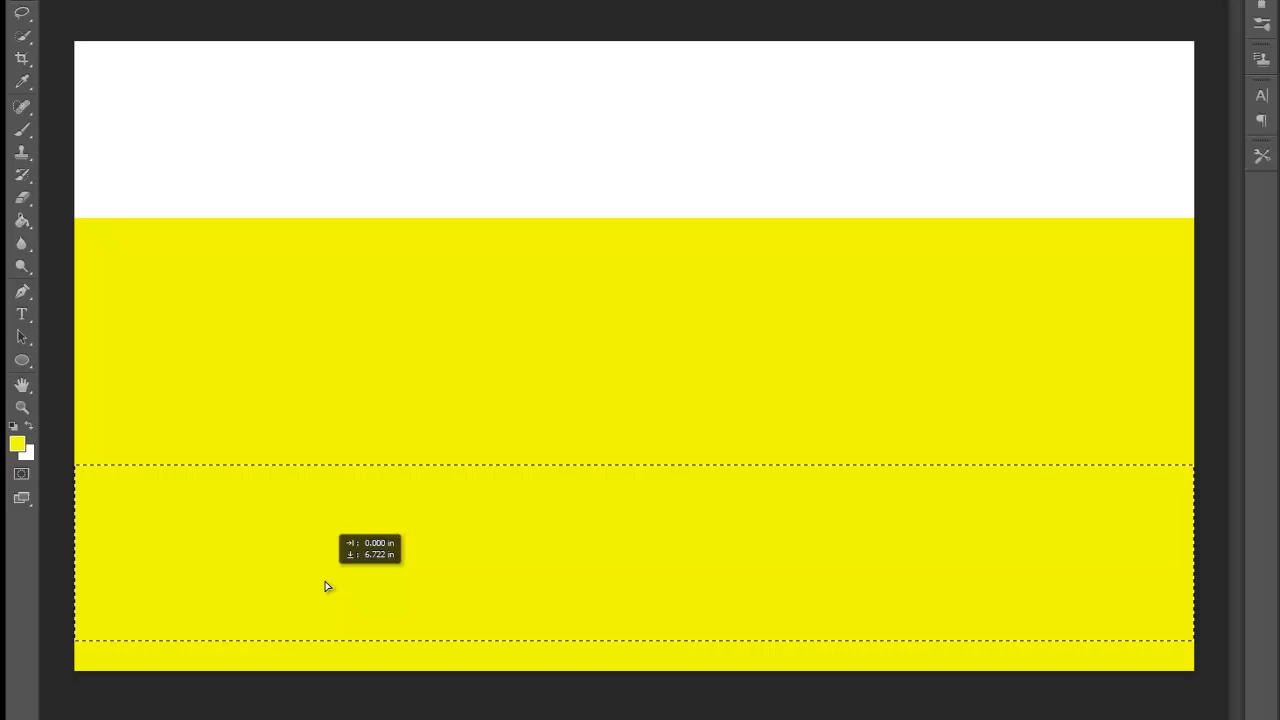 →I : 0.000 in
↓ : 6.722 in